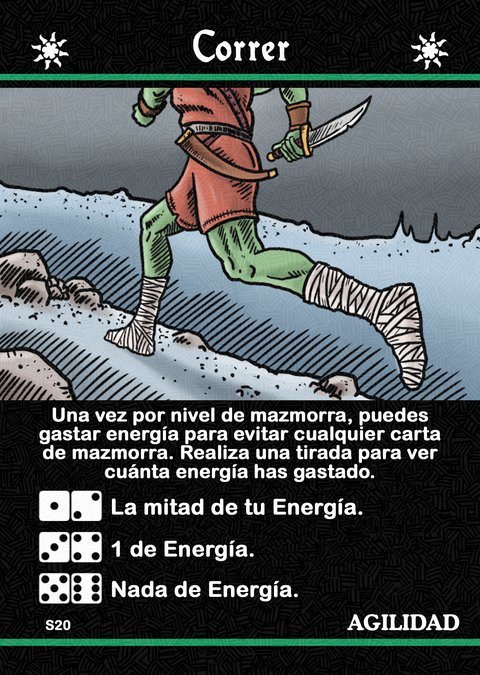 Correr
Una vez por nivel de mazmorra, puedes
gastar energía para evitar cualquier carta
de mazmorra. Realiza una tirada para ver
cuánta energía has gastado.
La mitad de tu Energía.
1 de Energía.
Nada de Energía.
S20 AGILIDAD